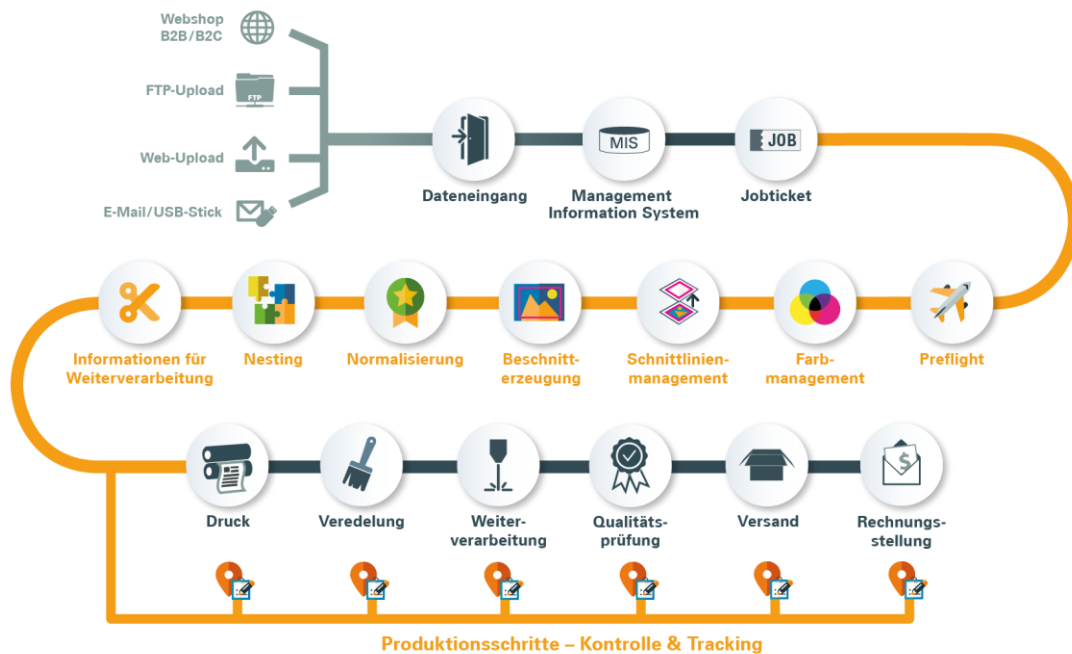 Webshop
B2B/B2C
FTP-Upload
FTP
Web-Upload
E-Mail/USB-Stick
Dateneingang
MIS
Management
Information System
JOB
Jobticket
Informationen für
Weiterverarbeitung
Nesting
Normalisierung
Beschnitt-
erzeugung
Schnittlinien-
management
Farb-
management
Preflight
Druck
Veredelung
Weiter-
verarbeitung
Qualitäts-
prüfung
Versand
$
Rechnungs-
stellung
Produktionsschritte – Kontrolle & Tracking